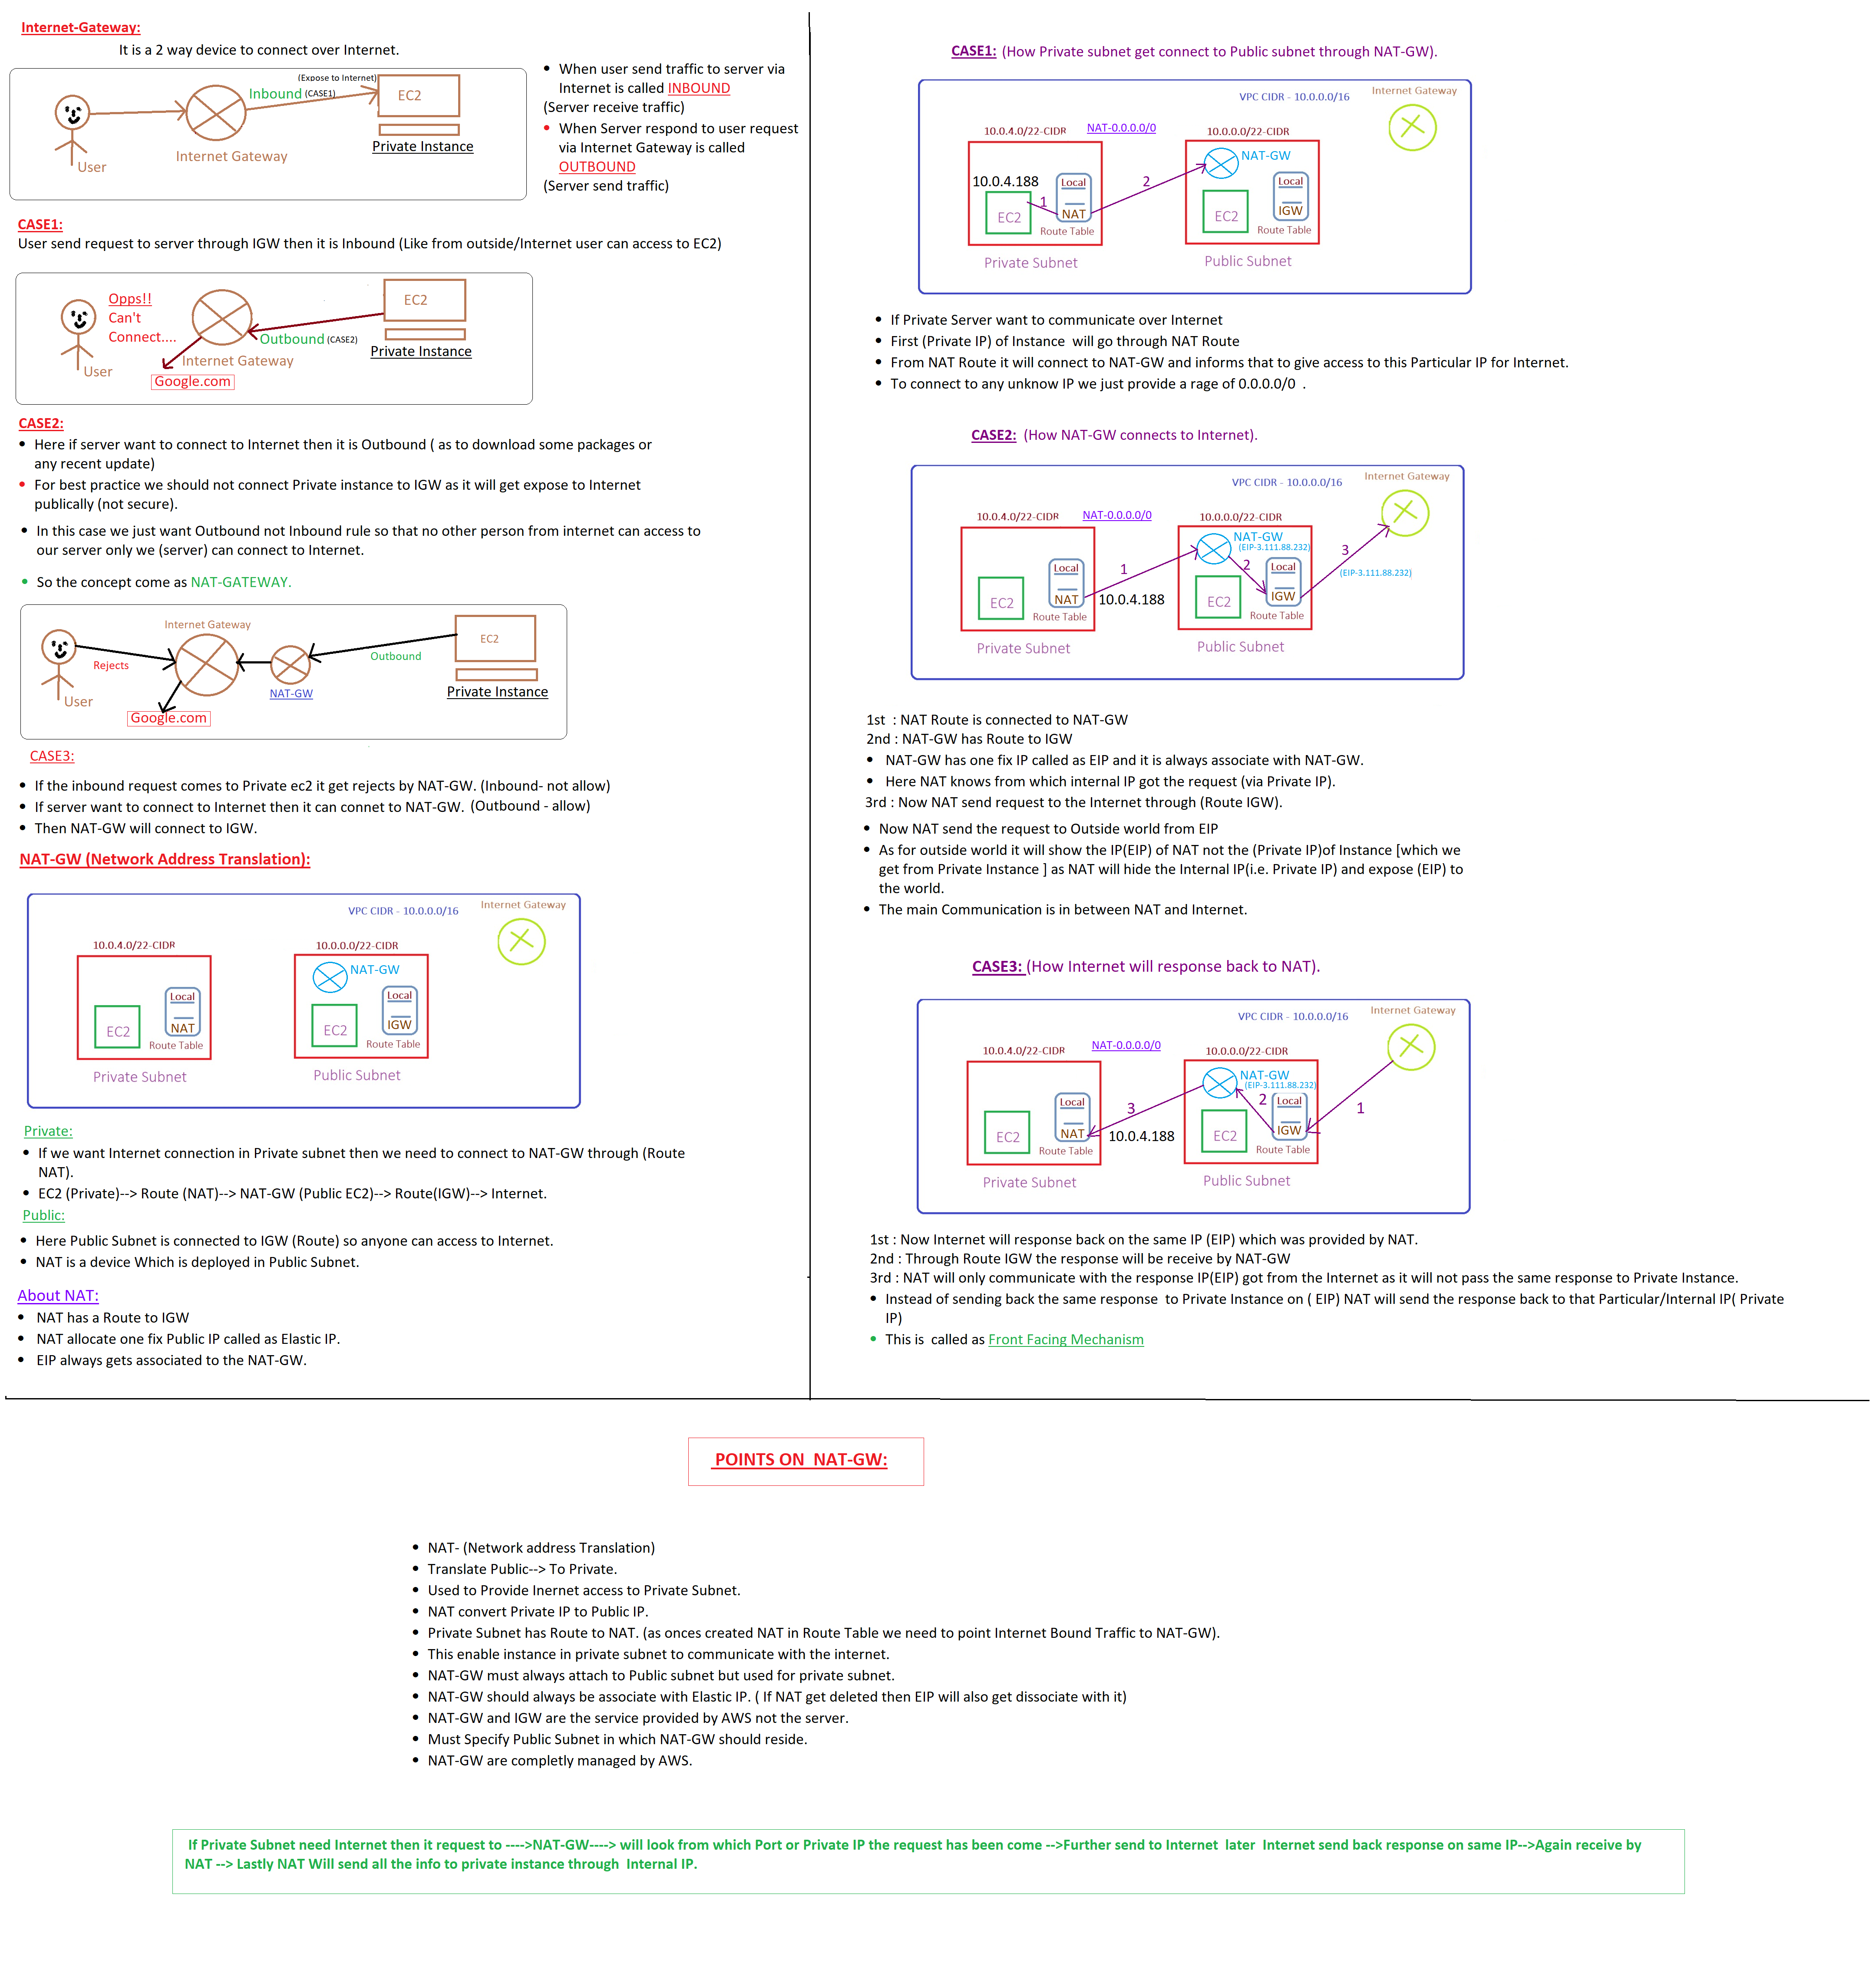 Internet-Gateway:
It is a 2 way device to connect over Internet.
(Expose to Internet)
Inbound (CASE1)
EC2
User
Internet Gateway
Private Instance
• When user send traffic to server via
Internet is called INBOUND
(Server receive traffic)
• When Server respond to user request
via Internet Gateway is called
OUTBOUND
(Server send traffic)
CASE1:
User send request to server through IGW then it is Inbound (Like from outside/Internet user can access to EC2)
Opps!!
Can't
Connect....
EC2
Outbound (CASE2)
Private Instance
Internet Gateway
User
Google.com
CASE2:
• Here if server want to connect to Internet then it is Outbound ( as to download some packages or
any recent update)
• For best practice we should not connect Private instance to IGW as it will get expose to Internet
publically (not secure).
• In this case we just want Outbound not Inbound rule so that no other person from internet can access to
our server only we (server) can connect to Internet.
• So the concept come as NAT-GATEWAY.
Internet Gateway
EC2
Rejects
Outbound
User
NAT-GW
Private Instance
Google.com
CASE3:
• If the inbound request comes to Private ec2 it get rejects by NAT-GW. (Inbound- not allow)
• If server want to connect to Internet then it can connet to NAT-GW. (Outbound - allow)
• Then NAT-GW will connect to IGW.
NAT-GW (Network Address Translation):
VPC CIDR - 10.0.0.0/16
Internet Gateway
10.0.4.0/22-CIDR
10.0.0.0/22-CIDR
NAT-GW
EC2
Local
NAT
Route Table
EC2
Local
IGW
Route Table
Private Subnet
Public Subnet
Private:
• If we want Internet connection in Private subnet then we need to connect to NAT-GW through (Route
NAT).
• EC2 (Private)--> Route (NAT)--> NAT-GW (Public EC2)--> Route(IGW)--> Internet.
Public:
• Here Public Subnet is connected to IGW (Route) so anyone can access to Internet.
• NAT is a device Which is deployed in Public Subnet.
About NAT:
• NAT has a Route to IGW
• NAT allocate one fix Public IP called as Elastic IP.
• EIP always gets associated to the NAT-GW.
CASE1: (How Private subnet get connect to Public subnet through NAT-GW).
VPC CIDR - 10.0.0.0/16
Internet Gateway
10.0.4.0/22-CIDR
NAT-0.0.0.0/0
10.0.0.0/22-CIDR
NAT-GW
10.0.4.188
EC2
1
Local
NAT
Route Table
2
EC2
Local
IGW
Route Table
Private Subnet
Public Subnet
• If Private Server want to communicate over Internet
• First (Private IP) of Instance will go through NAT Route
• From NAT Route it will connect to NAT-GW and informs that to give access to this Particular IP for Internet.
• To connect to any unknow IP we just provide a rage of 0.0.0.0/0 .
CASE2: (How NAT-GW connects to Internet).
VPC CIDR - 10.0.0.0/16
Internet Gateway
10.0.4.0/22-CIDR
NAT-0.0.0.0/0
10.0.0.0/22-CIDR
NAT-GW
(EIP-3.111.88.232)
EC2
Local
NAT
Route Table
1
10.0.4.188
2
EC2
Local
IGW
Route Table
3
(EIP-3.111.88.232)
Private Subnet
Public Subnet
1st : NAT Route is connected to NAT-GW
2nd : NAT-GW has Route to IGW
• NAT-GW has one fix IP called as EIP and it is always associate with NAT-GW.
• Here NAT knows from which internal IP got the request (via Private IP).
3rd : Now NAT send request to the Internet through (Route IGW).
• Now NAT send the request to Outside world from EIP
• As for outside world it will show the IP(EIP) of NAT not the (Private IP)of Instance [which we
get from Private Instance ] as NAT will hide the Internal IP(i.e. Private IP) and expose (EIP) to
the world.
• The main Communication is in between NAT and Internet.
CASE3: (How Internet will response back to NAT).
VPC CIDR - 10.0.0.0/16
Internet Gateway
10.0.4.0/22-CIDR
NAT-0.0.0.0/0
10.0.0.0/22-CIDR
NAT-GW
(EIP-3.111.88.232)
EC2
Local
NAT
Route Table
3
10.0.4.188
2
EC2
Local
IGW
Route Table
1
Private Subnet
Public Subnet
1st : Now Internet will response back on the same IP (EIP) which was provided by NAT.
2nd : Through Route IGW the response will be receive by NAT-GW
3rd : NAT will only communicate with the response IP(EIP) got from the Internet as it will not pass the same response to Private Instance.
• Instead of sending back the same response to Private Instance on ( EIP) NAT will send the response back to that Particular/Internal IP( Private
IP)
• This is called as Front Facing Mechanism
POINTS ON NAT-GW:
• NAT- (Network address Translation)
• Translate Public--> To Private.
• Used to Provide Inernet access to Private Subnet.
• NAT convert Private IP to Public IP.
• Private Subnet has Route to NAT. (as onces created NAT in Route Table we need to point Internet Bound Traffic to NAT-GW).
• This enable instance in private subnet to communicate with the internet.
• NAT-GW must always attach to Public subnet but used for private subnet.
• NAT-GW should always be associate with Elastic IP. ( If NAT get deleted then EIP will also get dissociate with it)
• NAT-GW and IGW are the service provided by AWS not the server.
• Must Specify Public Subnet in which NAT-GW should reside.
• NAT-GW are completly managed by AWS.
If Private Subnet need Internet then it request to ---->NAT-GW----> will look from which Port or Private IP the request has been come -->Further send to Internet later Internet send back response on same IP-->Again receive by
NAT --> Lastly NAT Will send all the info to private instance through Internal IP.